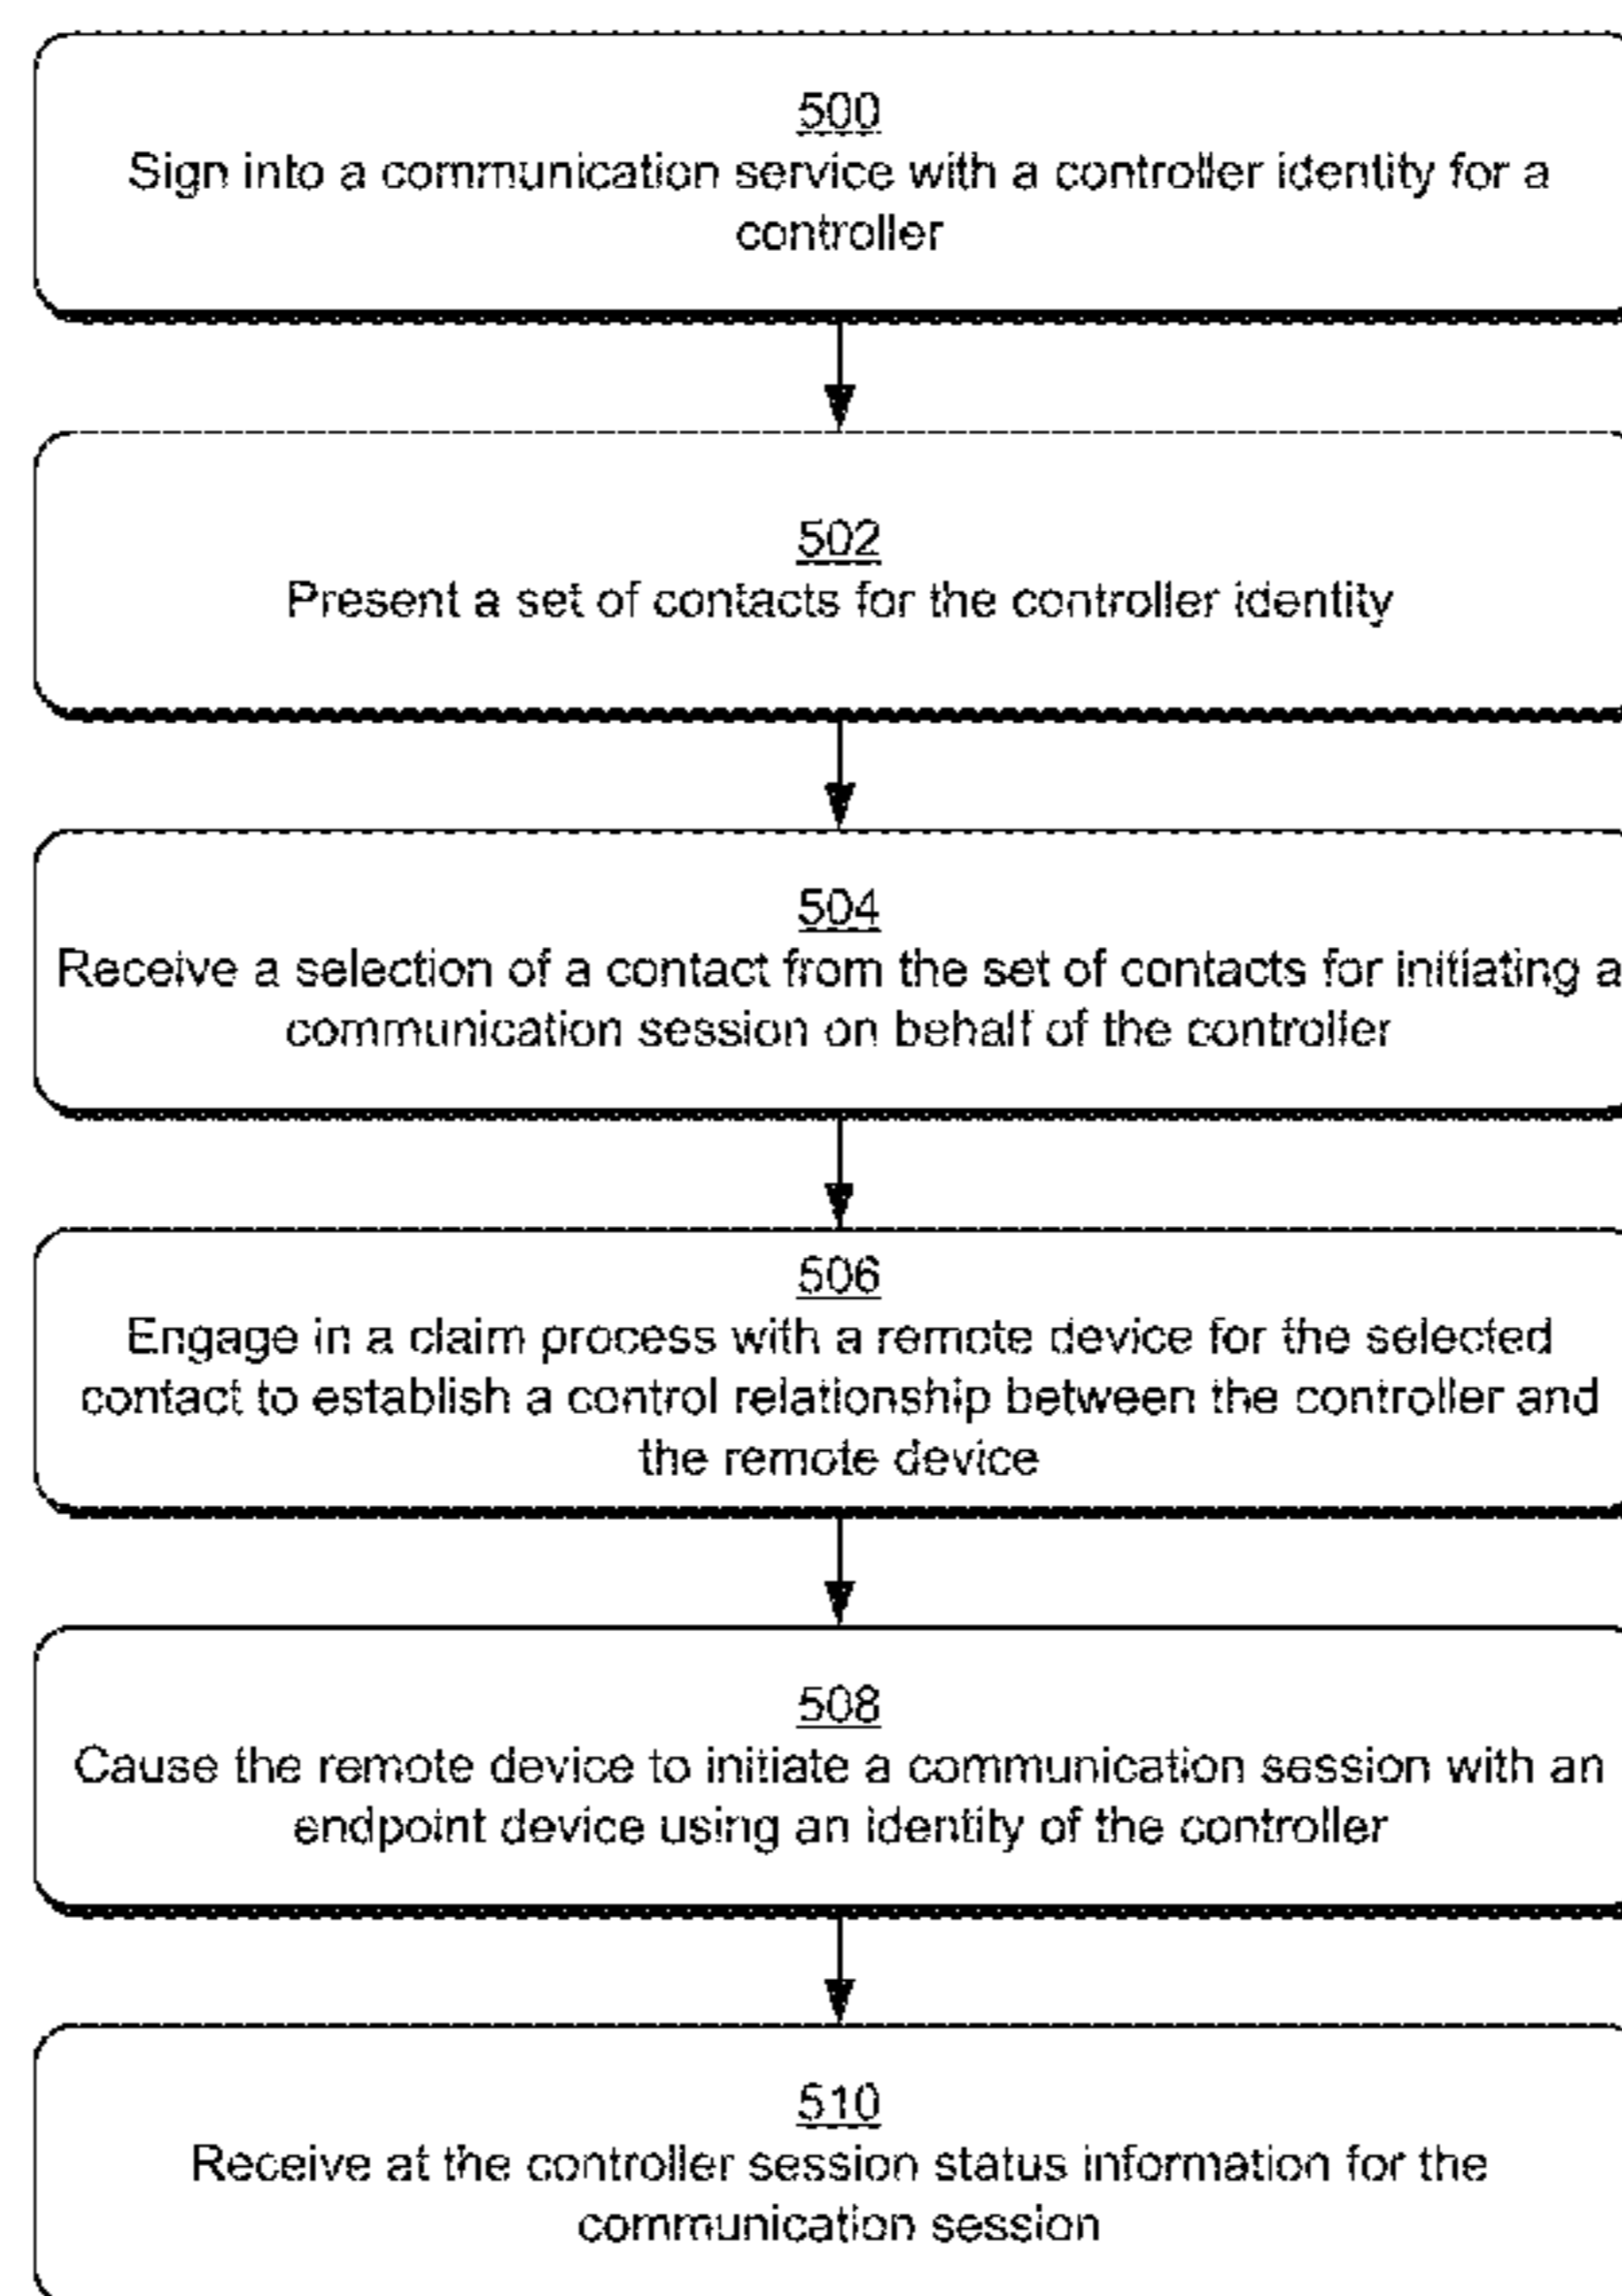 500
Sign into a communication service with a controller identity for a
controller
502
Present a set of contacts for the controller identity
504
Receive a selection of a contact from the set of contacts for initiating a
communication session on behalf of the controller
506
Engage in a claim process with a remote device for the selected
contact to establish a control relationship between the controller and
the remote device
508
Cause the remote device to initiate a communication session with an
endpoint device using an identity of the controller
510
Receive at the controller session status information for the
communication session